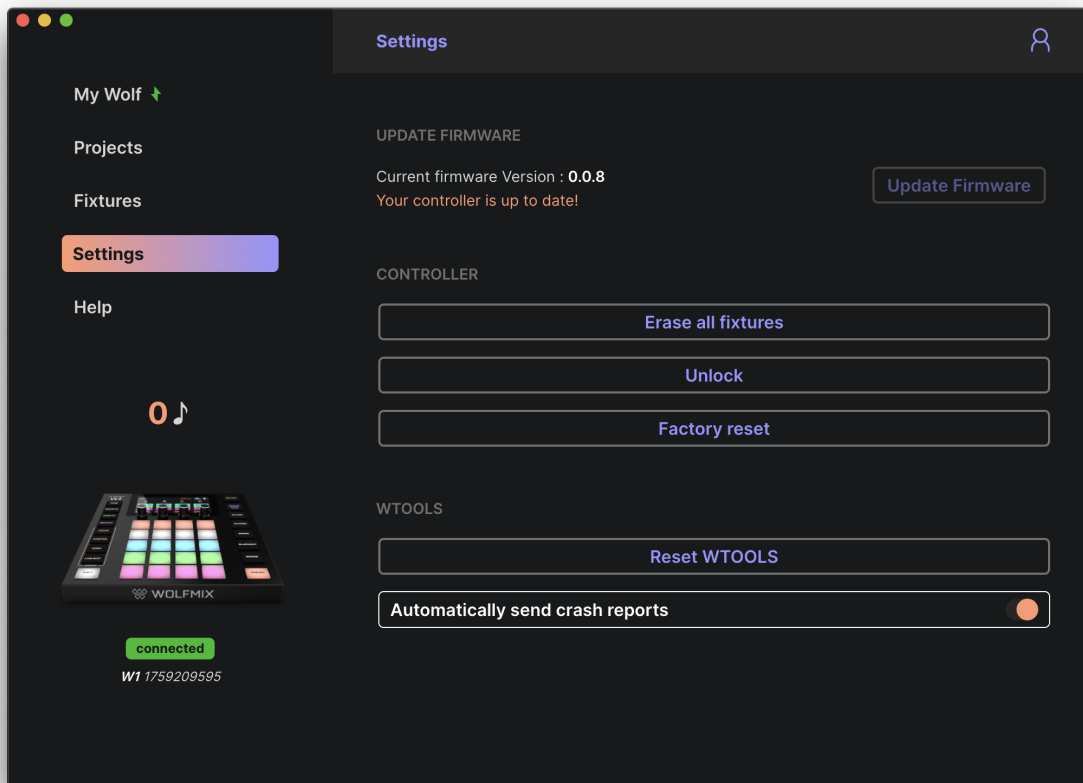 Settings
My Wolf
Projects
Fixtures
Settings
Help
0
WOLFMIX
connected
W1 1759209595
UPDATE FIRMWARE
Current firmware Version : 0.0.8
Your controller is up to date!
Update Firmware
CONTROLLER
Erase all fixtures
Unlock
Factory reset
WTOOLS
Reset WTOOLS
Automatically send crash reports